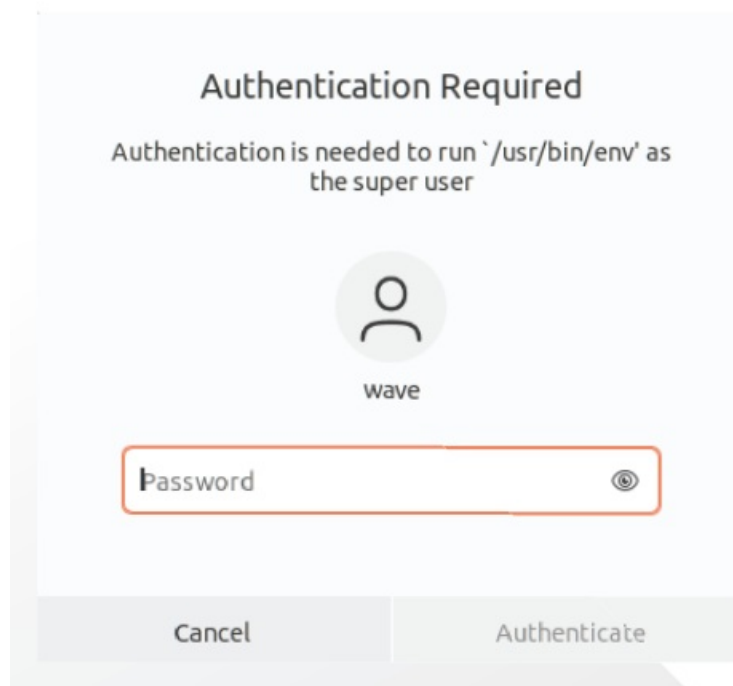 Authentication Required
Authentication is needed to run `/usr/bin/env' as
the super user
wave
Password
Cancel
Authenticate